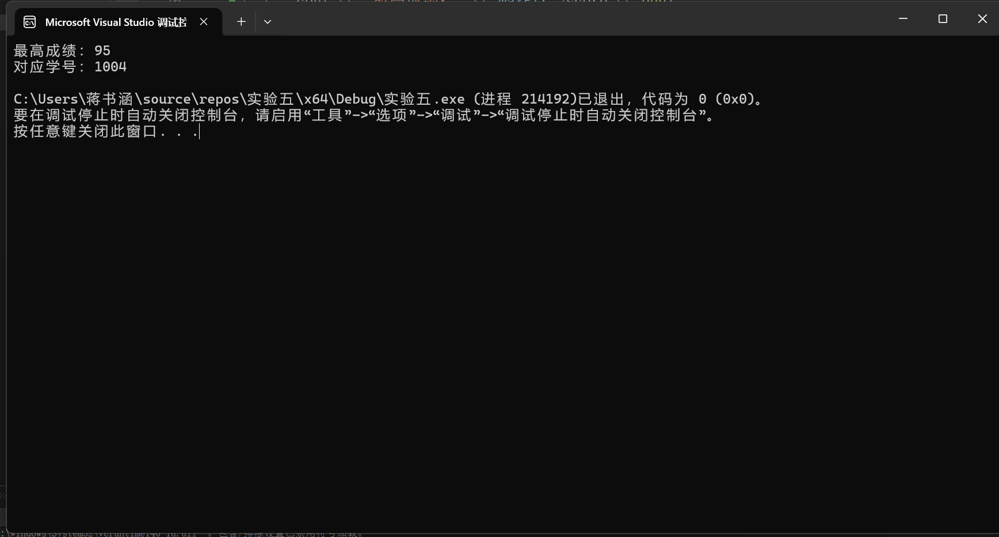 Microsoft Visual Studio 调试控
最高成绩: 95
对应学号: 1004
C:\Users\蒋书涵\source\repos\实验五\x64\Debug\实验五.exe (进程 214192)已退出，代码为 0 (0x0)。
要在调试停止时自动关闭控制台，请启用“工具”->“选项”->“调试”->“调试停止时自动关闭控制台”。
按任意键关闭此窗口. . .